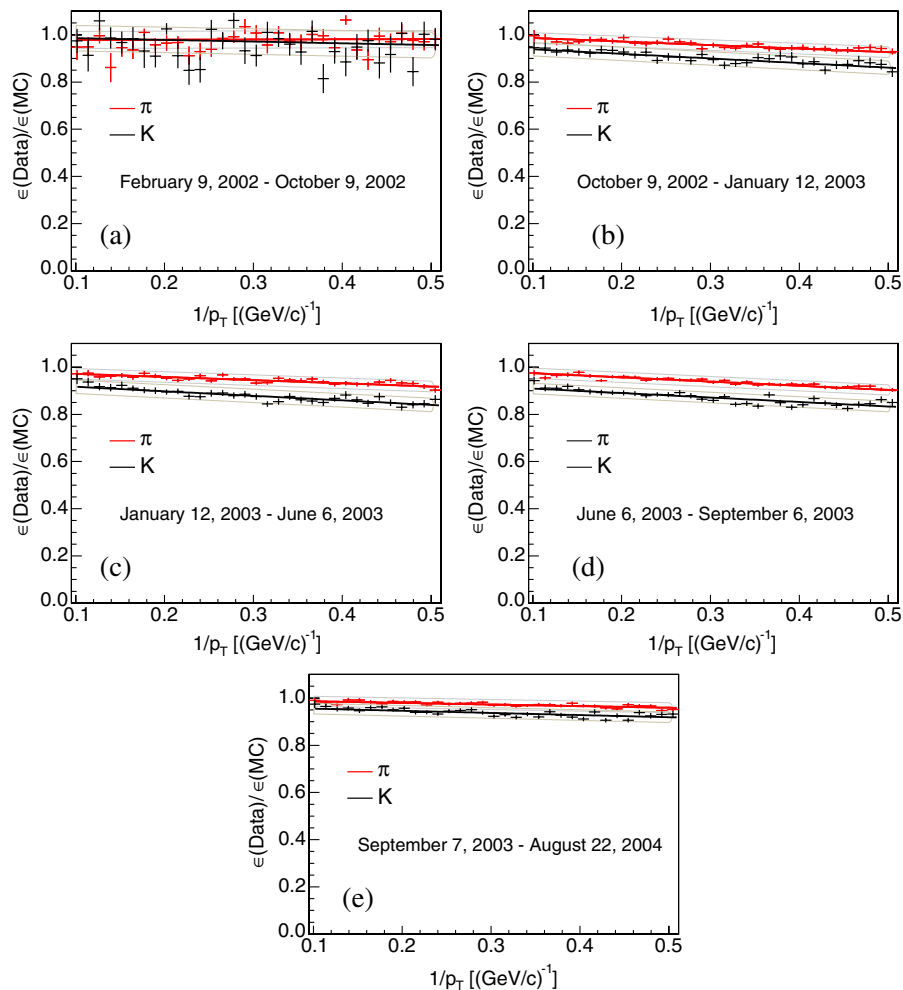 1.0
0.8
0.6
0.4
0.2
0.0
ϵ(Data)/ϵ(MC)
π
K
February 9, 2002 - October 9, 2002
(a)
0.1 0.2 0.3 0.4 0.5
1/pT [(GeV/c)-1]
1.0
0.8
0.6
0.4
0.2
0.0
ϵ(Data)/ϵ(MC)
π
K
October 9, 2002 - January 12, 2003
(b)
0.1 0.2 0.3 0.4 0.5
1/pT [(GeV/c)-1]
1.0
0.8
0.6
0.4
0.2
0.0
ϵ(Data)/ϵ(MC)
π
K
January 12, 2003 - June 6, 2003
(c)
0.1 0.2 0.3 0.4 0.5
1/pT [(GeV/c)-1]
1.0
0.8
0.6
0.4
0.2
0.0
ϵ(Data)/ϵ(MC)
π
K
June 6, 2003 - September 6, 2003
(d)
0.1 0.2 0.3 0.4 0.5
1/pT [(GeV/c)-1]
1.0
0.8
0.6
0.4
0.2
0.0
ϵ(Data)/ϵ(MC)
π
K
September 7, 2003 - August 22, 2004
(e)
0.1 0.2 0.3 0.4 0.5
1/pT [(GeV/c)-1]